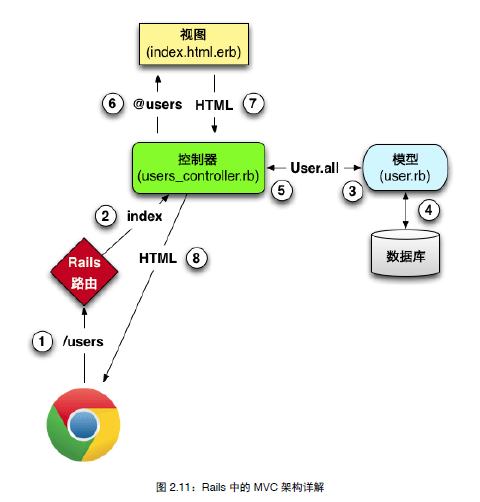 视图
(index.html.erb)
6 @users HTML 7
控制器
(users_controller.rb)
User.all
5
3
模型
(user.rb)
4
数据库
2 index
HTML 8
Rails
路由
1 /users
图 2.11：Rails 中的 MVC 架构详解